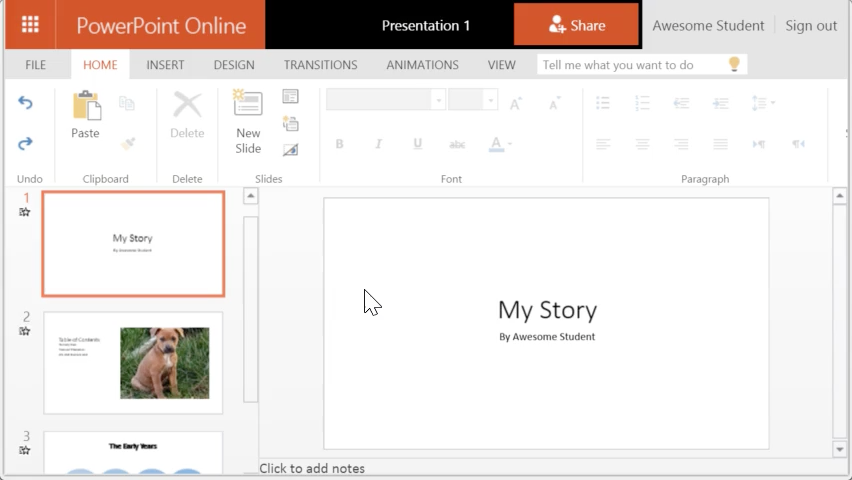 PowerPoint Online
Presentation 1
Share
Awesome Student
Sign out
FILE
HOME
INSERT
DESIGN
TRANSITIONS
ANIMATIONS
VIEW
Tell me what you want to do
Paste
Delete
New
Slide
B
I
U
abc
A
Undo
Clipboard
Delete
Slides
Font
Paragraph
1
My Story
By Awesome Student
2
Table of Contents
3
The Early Years
My Story
By Awesome Student
Click to add notes